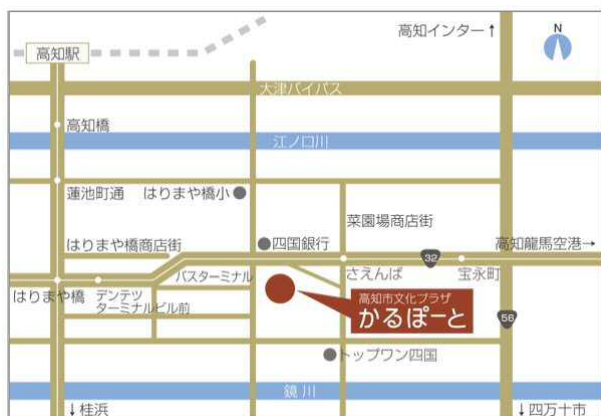 高知インター↑
N
高知駅
大津バイパス
高知橋
江ノ口川
蓮池町通
はりまや橋小
菜園場商店街
はりまや橋商店街
四国銀行
高知龍馬空港→
32
バスターミナル
さえんば
宝永町
はりまや橋
デンテツ
ターミナルビル前
高知市文化プラザ
かるぽーと
56
トップワン四国
鏡川
↓桂浜
↓四万十市